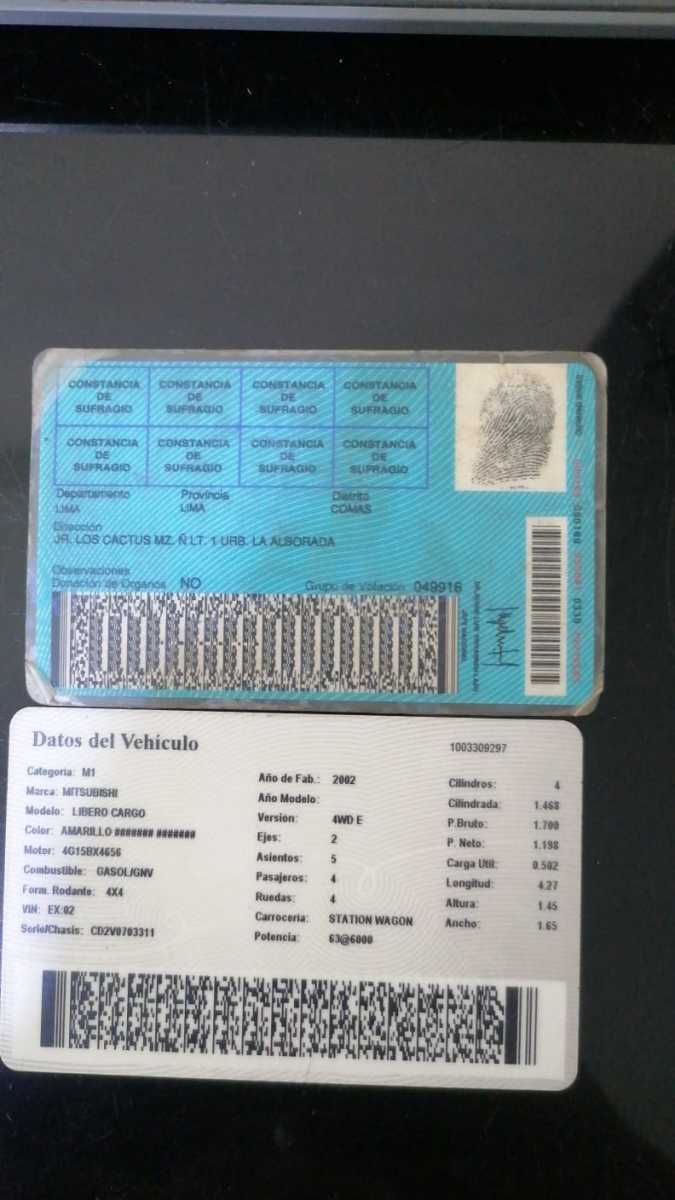 CONSTANCIA DE SUFRAGIO CONSTANCIA DE SUFRAGIO CONSTANCIA DE SUFRAGIO CONSTANCIA DE SUFRAGIO
CONSTANCIA DE SUFRAGIO CONSTANCIA DE SUFRAGIO CONSTANCIA DE SUFRAGIO CONSTANCIA DE SUFRAGIO
Departamento Provincia Distrito
LIMA LIMA COMAS
Dirección
JR. LOS CACTUS MZ. Ñ LT. 1 URB. LA ALBORADA
Observaciones
Donación de Organos NO Grupo de Votación 049916
JEFE NACIONAL
Datos del Vehículo 1003309297
Categoria: M1 Año de Fab.: 2002 Cilindros: 4
Marca: MITSUBISHI Año Modelo: Cilindrada: 1.468
Modelo: LIBERO CARGO Version: 4WD E P.Bruto: 1.700
Color: AMARILLO ####### ####### Ejes: 2 P. Neto: 1.198
Motor: 4G15BX4656 Asientos: 5 Carga Util: 0.502
Combustible: GASOL/GNV Pasajeros: 4 Longitud: 4.27
Form. Rodante: 4X4 Ruedas: 4 Altura: 1.45
VIN: EX:02 Carroceria: STATION WAGON Ancho: 1.65
Serie/Chasis: CD2V0703311 Potencia: 63@6000